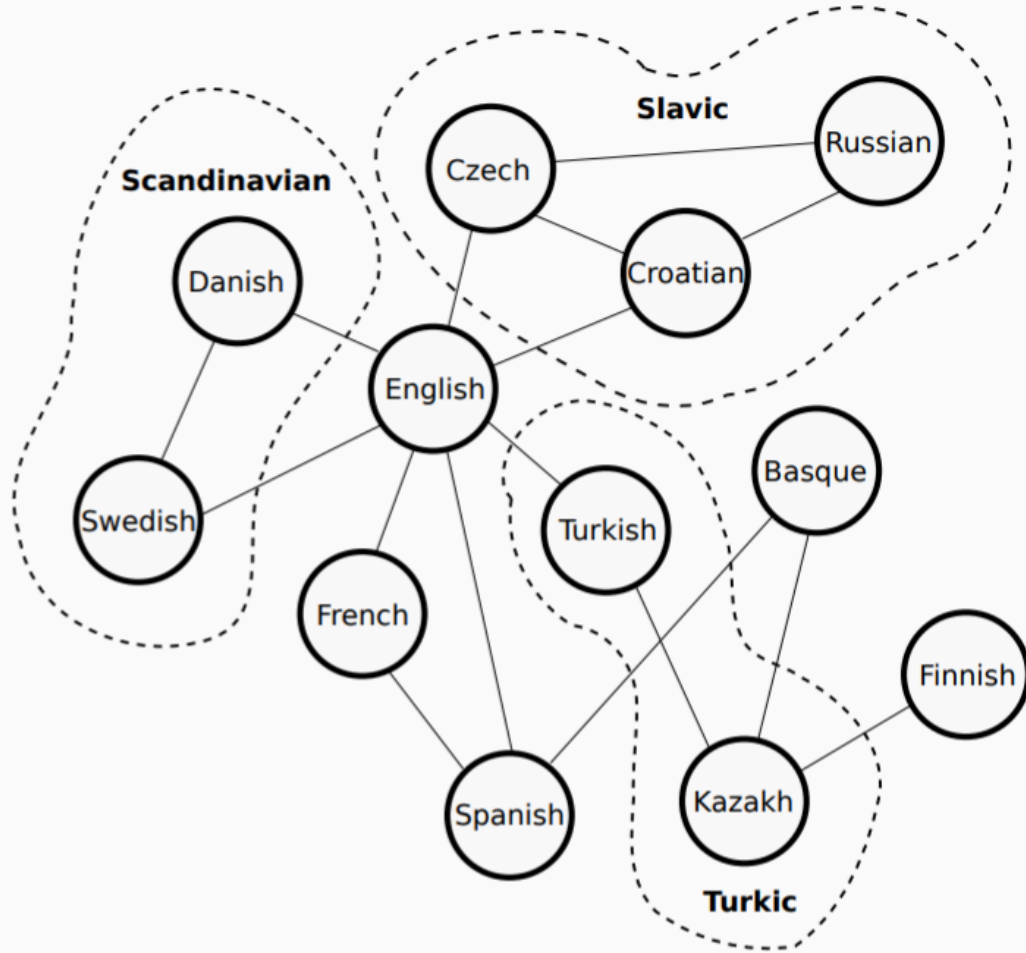 Slavic
Russian
Czech
Scandinavian
Croatian
Danish
English
Basque
Swedish
Turkish
French
Finnish
Spanish
Kazakh
Turkic